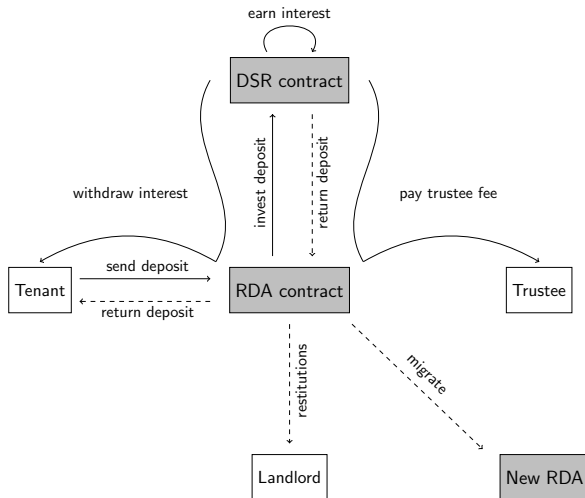 earn interest
DSR contract
withdraw interest
invest deposit
return deposit
pay trustee fee
Tenant
send deposit
return deposit
RDA contract
Trustee
restitutions
migrate
Landlord
New RDA